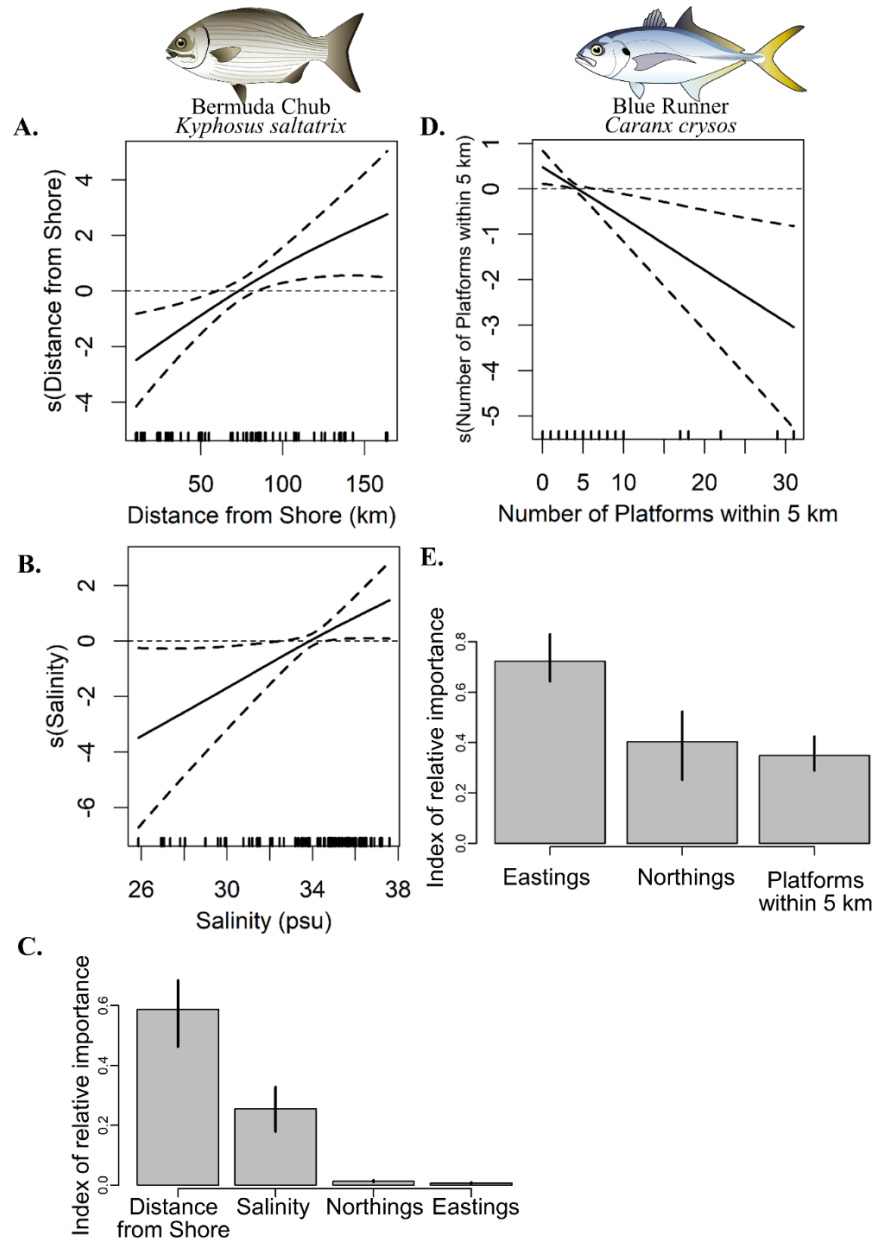 Bermuda Chub
Kyphosus saltatrix
A.
s(Distance from Shore)
4
2
0
-2
-4
50
100
150
Distance from Shore (km)
B.
s(Salinity)
2
0
-2
-4
-6
26
30
34
38
Salinity (psu)
C.
Index of relative importance
0.6
0.4
0.2
0.0
Distance
from Shore
Salinity
Northings
Eastings
Blue Runner
Caranx crysos
D.
s(Number of Platforms within 5 km)
1
0
-1
-2
-3
-4
-5
0
5
10
20
30
Number of Platforms within 5 km
E.
Index of relative importance
0.8
0.6
0.4
0.2
0.0
Eastings
Northings
Platforms
within 5 km